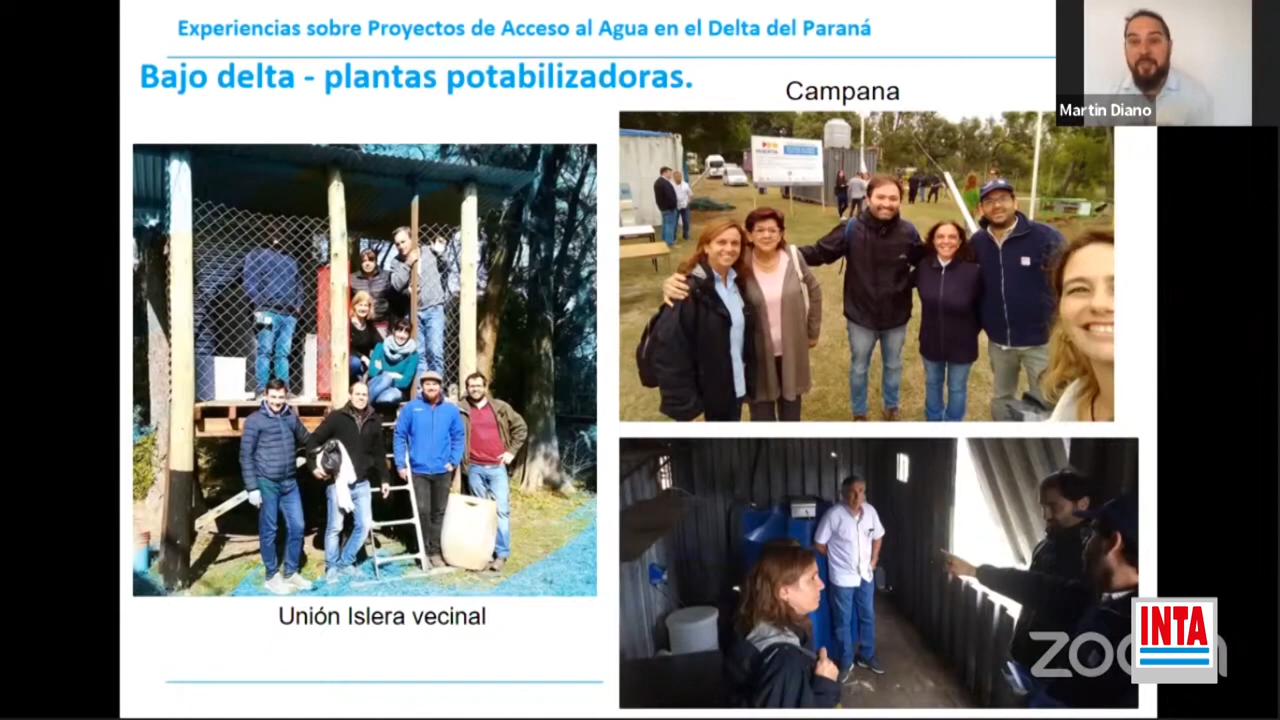 Experiencias sobre Proyectos de Acceso al Agua en el Delta del Paraná
Bajo delta - plantas potabilizadoras.
Campana
Martin Diano
Unión Islera vecinal
zoom
INTA